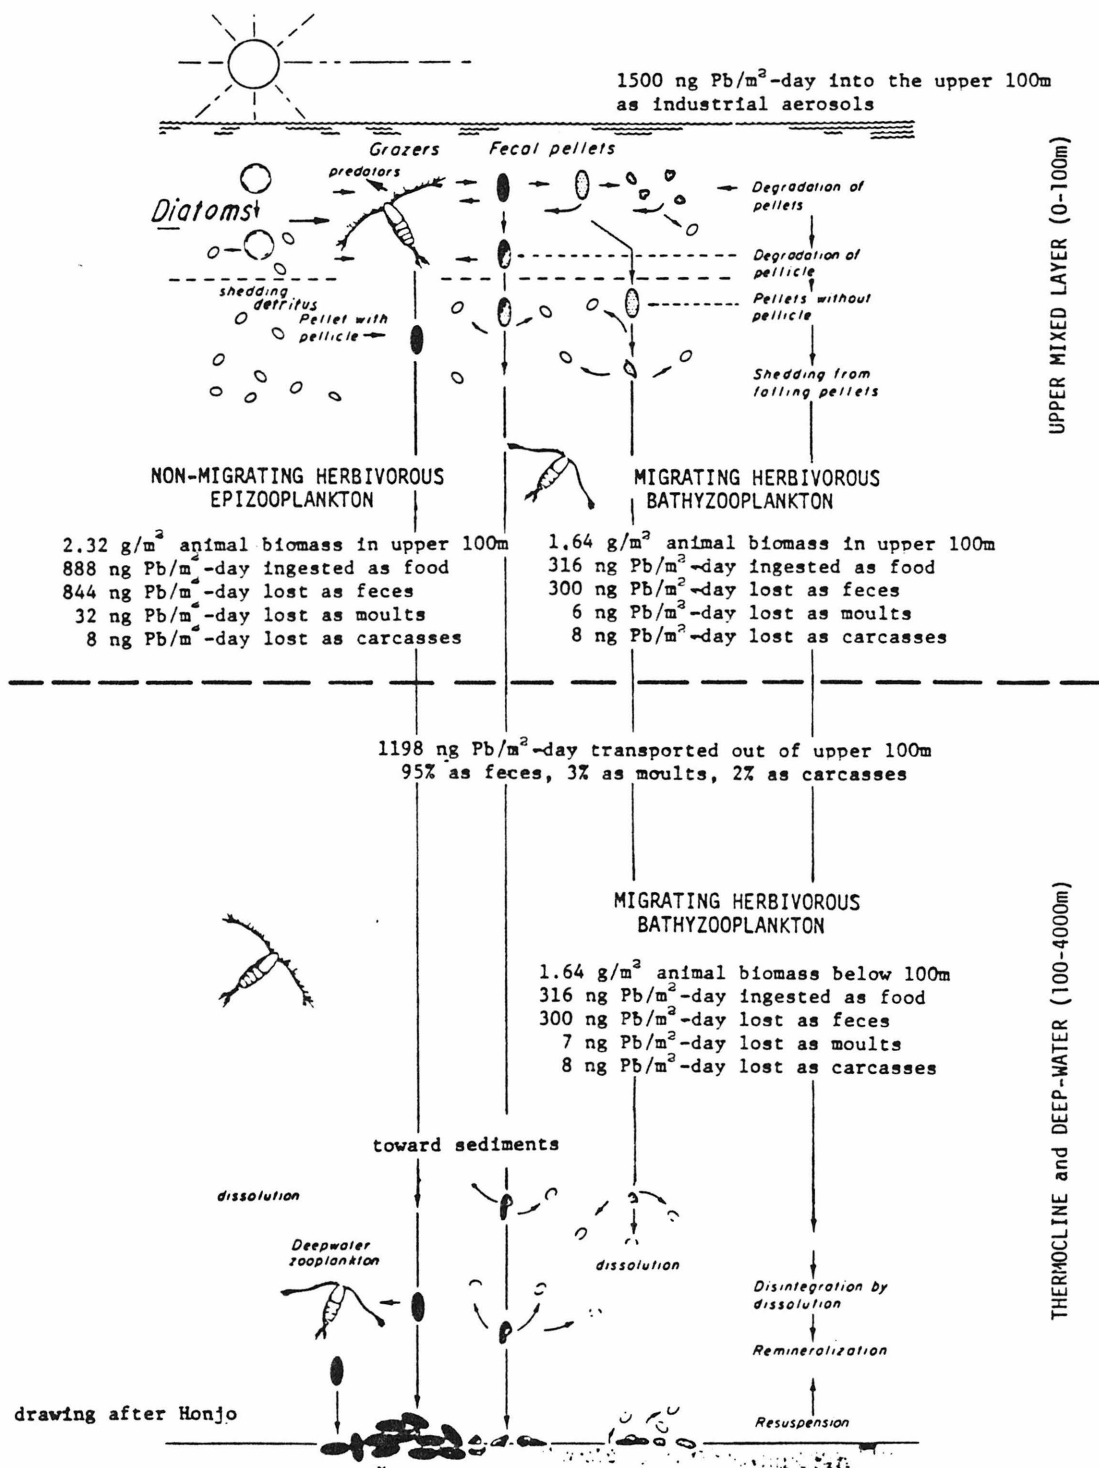 1500 ng Pb/m²-day into the upper 100m
as industrial aerosols
Grazers
Fecal pellets
predators
Diatoms
Degradation of
pellets
Degradation of
pellicle
shedding
detritus
Pellet with
pellicle
Pellets without
pellicle
Shedding from
falling pellets
UPPER MIXED LAYER (0-100m)
NON-MIGRATING HERBIVOROUS
EPIZOOPLANKTON
2.32 g/m² animal biomass in upper 100m
888 ng Pb/m²-day ingested as food
844 ng Pb/m²-day lost as feces
32 ng Pb/m²-day lost as moults
8 ng Pb/m²-day lost as carcasses
MIGRATING HERBIVOROUS
BATHYZOOPLANKTON
1.64 g/m² animal biomass in upper 100m
316 ng Pb/m²-day ingested as food
300 ng Pb/m²-day lost as feces
6 ng Pb/m²-day lost as moults
8 ng Pb/m²-day lost as carcasses
1198 ng Pb/m²-day transported out of upper 100m
95% as feces, 3% as moults, 2% as carcasses
MIGRATING HERBIVOROUS
BATHYZOOPLANKTON
1.64 g/m² animal biomass below 100m
316 ng Pb/m²-day ingested as food
300 ng Pb/m²-day lost as feces
7 ng Pb/m²-day lost as moults
8 ng Pb/m²-day lost as carcasses
THERMOCLINE and DEEP-WATER (100-4000m)
toward sediments
dissolution
Deepwater
zooplankton
dissolution
Disintegration by
dissolution
Remineralization
Resuspension
drawing after Honjo